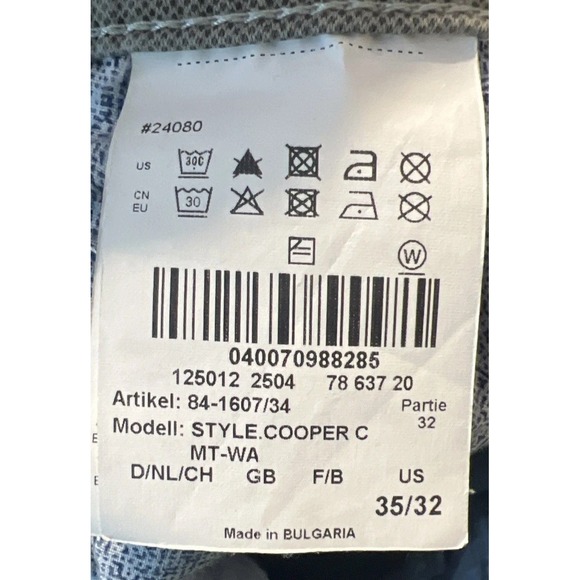 #24080
US 30C
CN
EU 30
W
040070988285
125012 2504 78 637 20
Artikel: 84-1607/34 Partie
32
Modell: STYLE.COOPER C
MT-WA
D/NL/CH GB F/B US
35/32
Made in BULGARIA